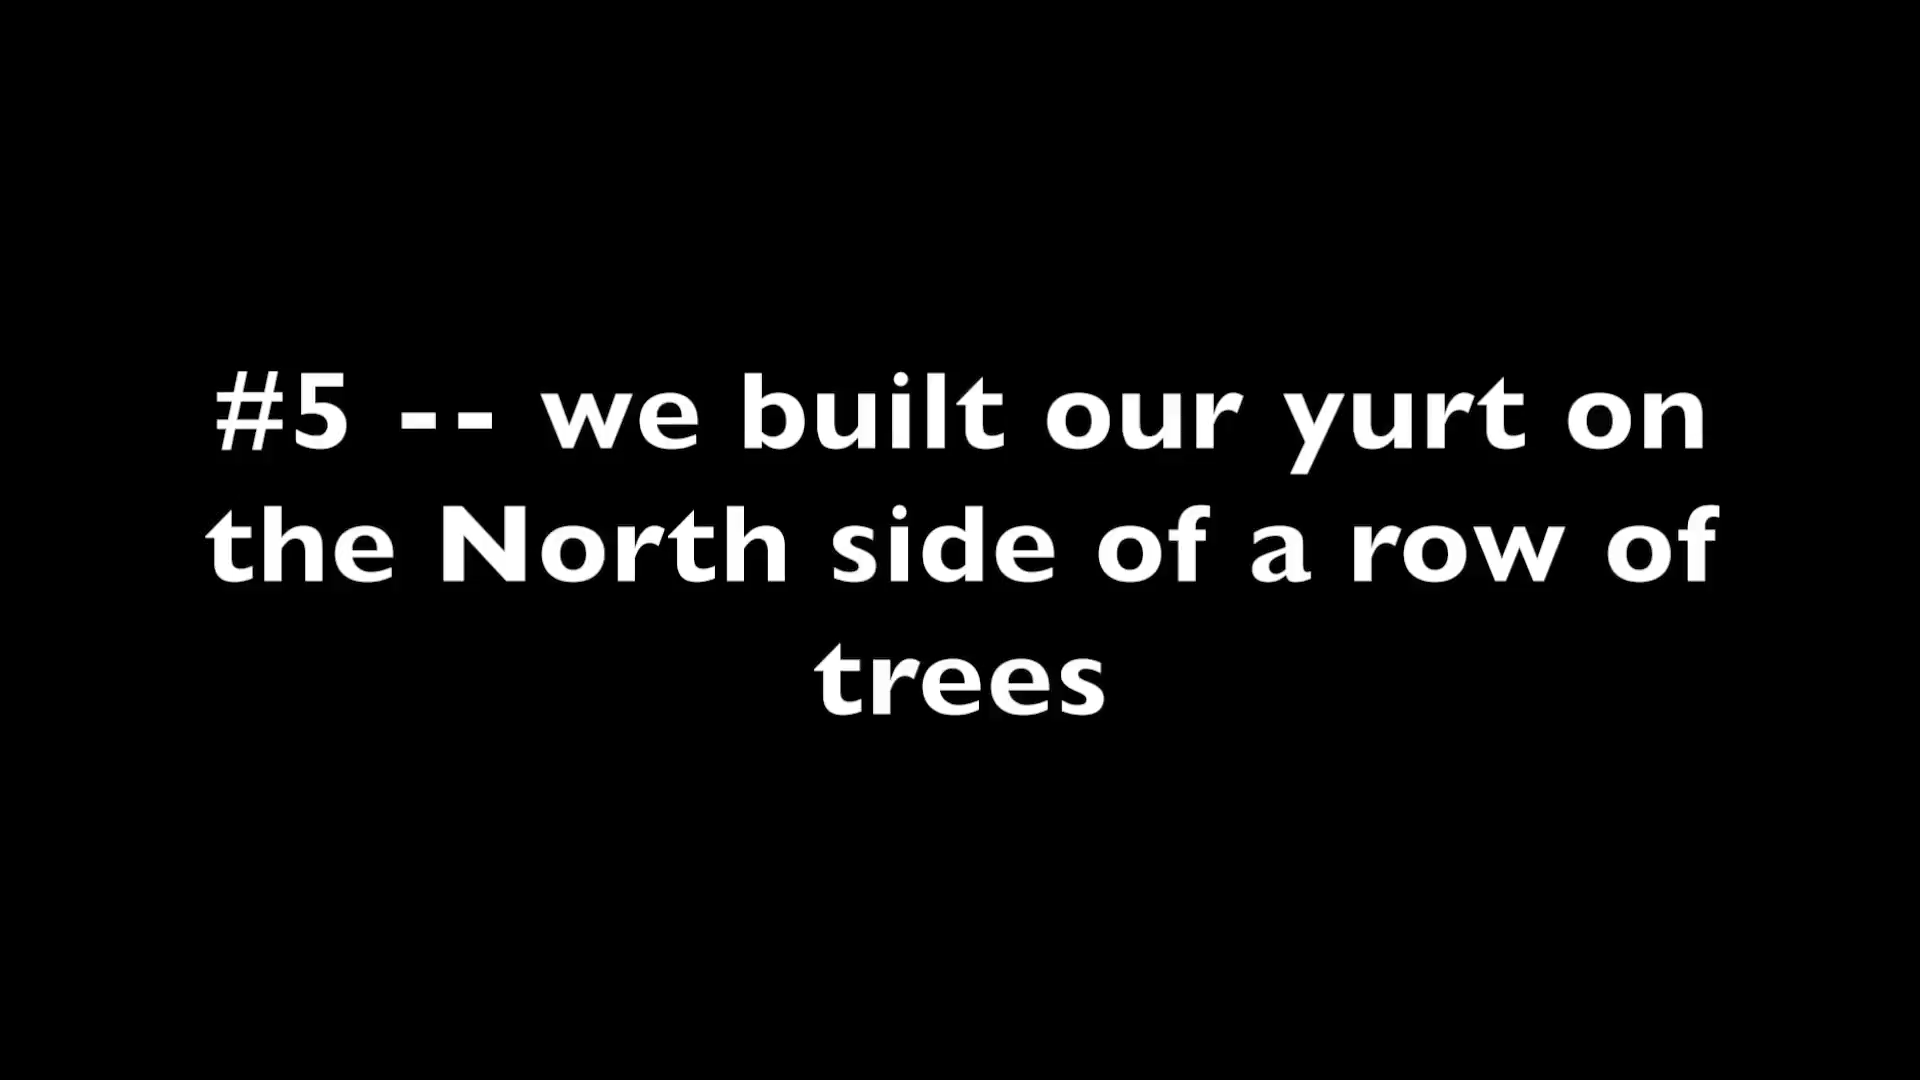 #5 -- we built our yurt on
the North side of a row of
trees